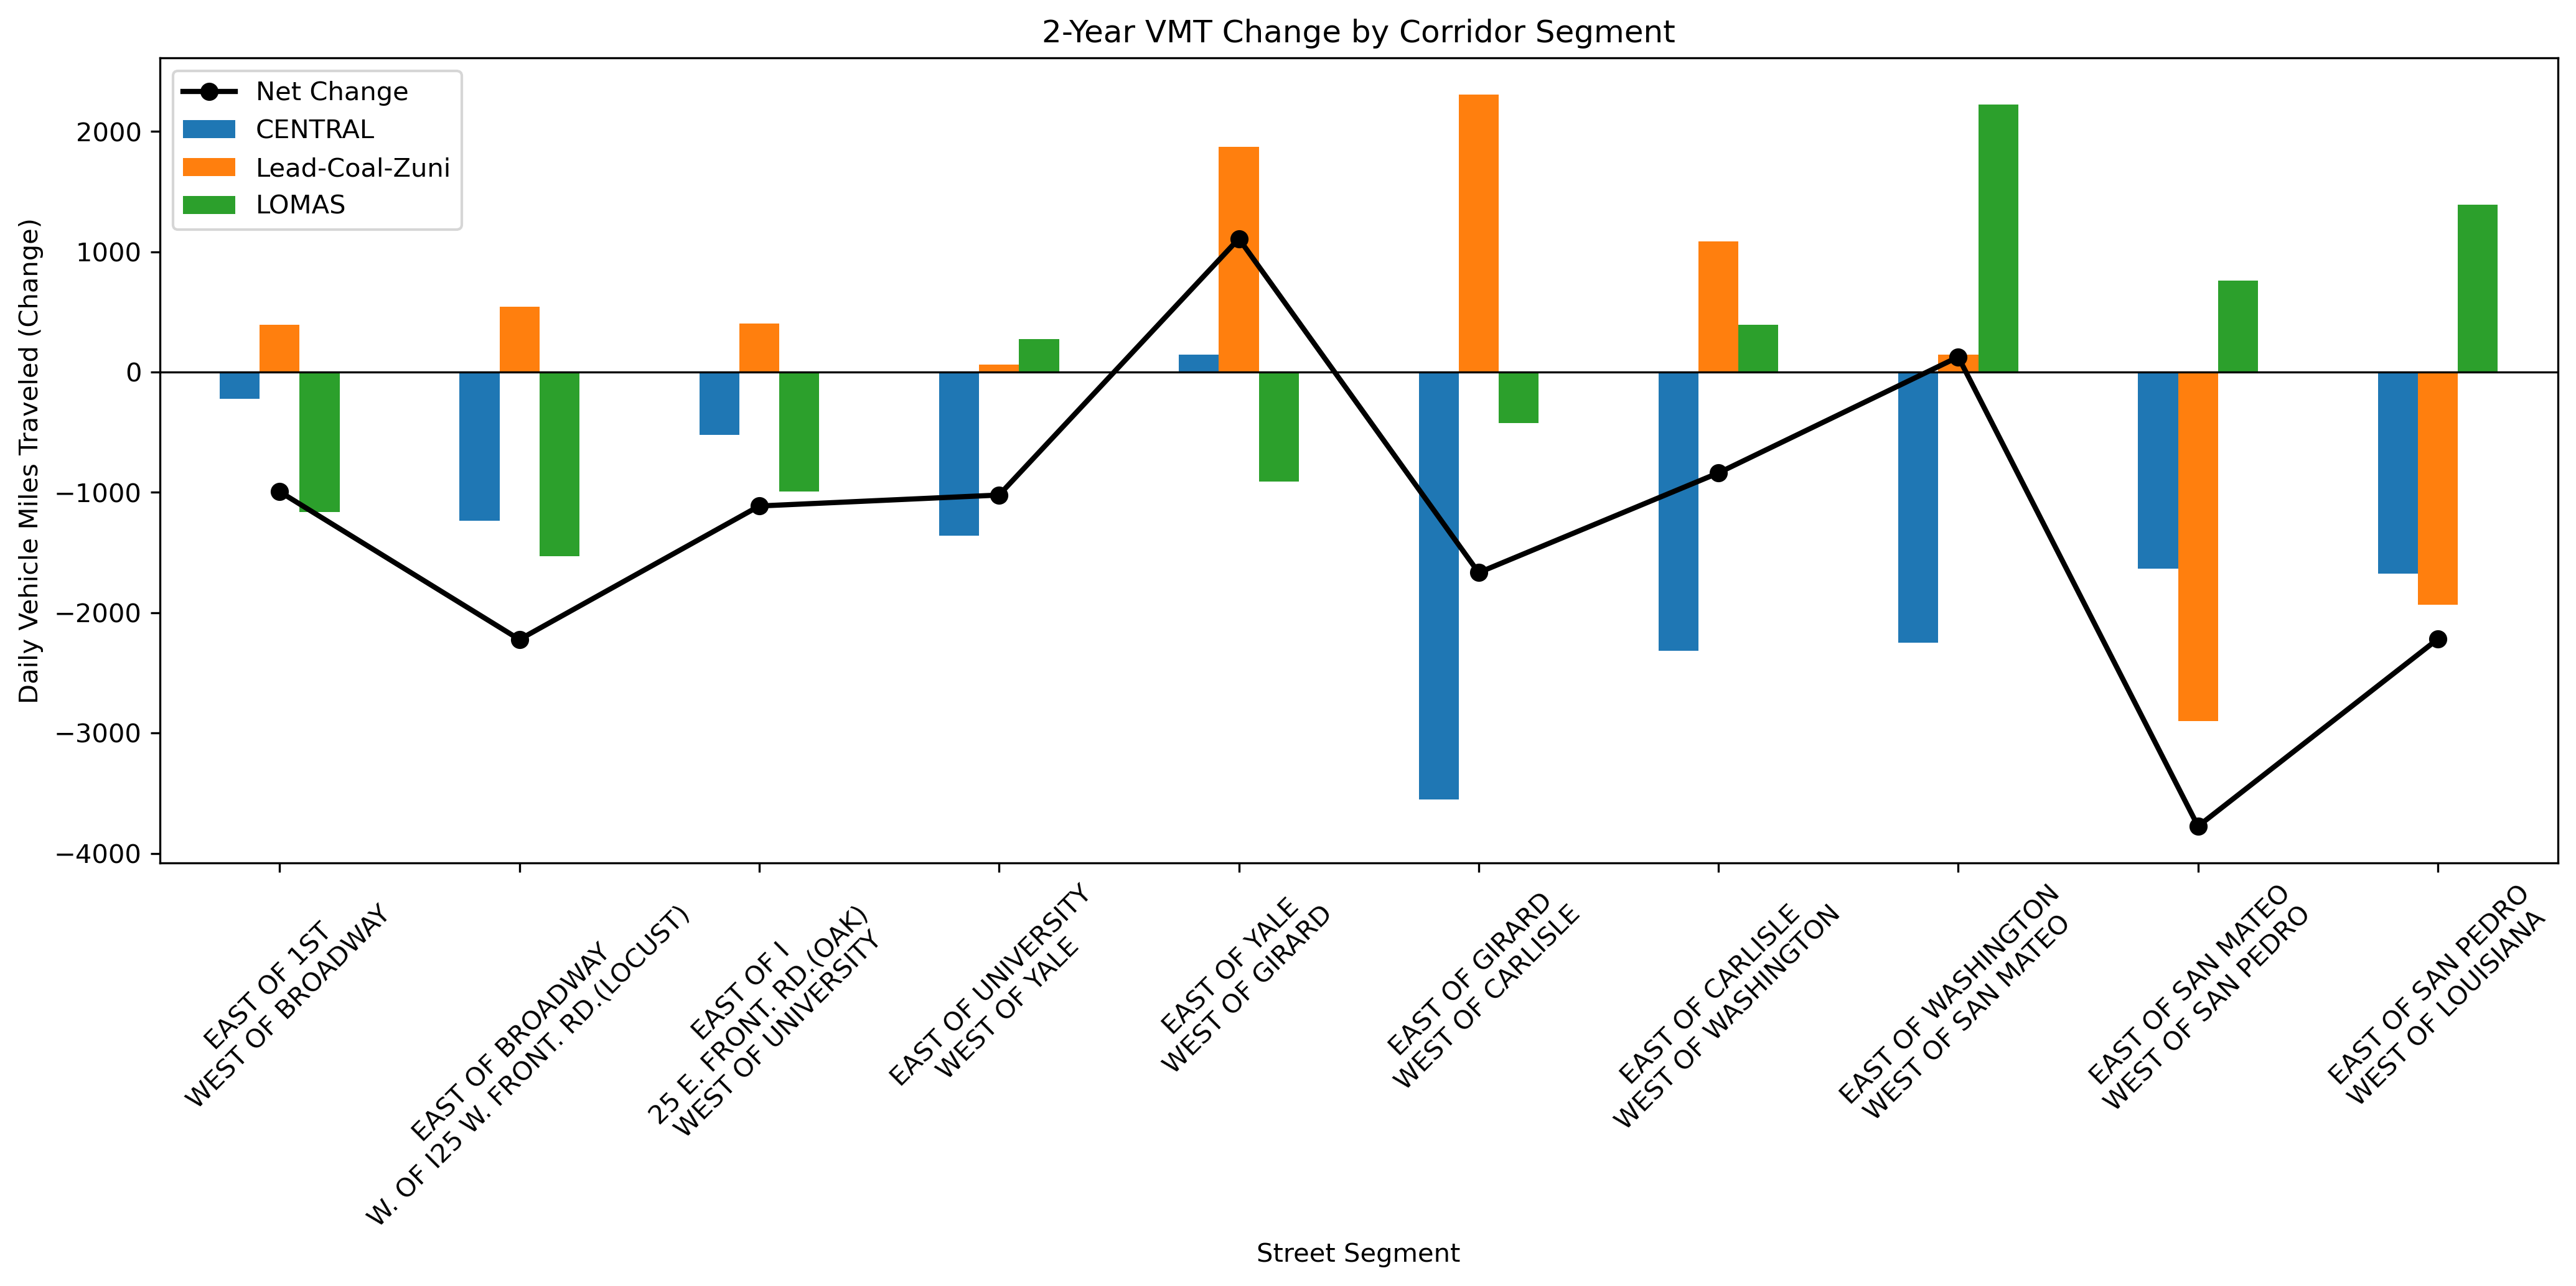 2-Year VMT Change by Corridor Segment
Net Change
CENTRAL
Lead-Coal-Zuni
LOMAS
Daily Vehicle Miles Traveled (Change)
2000
1000
0
−1000
−2000
−3000
−4000
EAST OF 1ST
WEST OF BROADWAY
EAST OF BROADWAY
W. OF I25 W. FRONT. RD.(LOCUST)
EAST OF I
25 E. FRONT. RD.(OAK)
WEST OF UNIVERSITY
EAST OF UNIVERSITY
WEST OF YALE
EAST OF YALE
WEST OF GIRARD
EAST OF GIRARD
WEST OF CARLISLE
EAST OF CARLISLE
WEST OF WASHINGTON
EAST OF WASHINGTON
WEST OF SAN MATEO
EAST OF SAN MATEO
WEST OF SAN PEDRO
EAST OF SAN PEDRO
WEST OF LOUISIANA
Street Segment